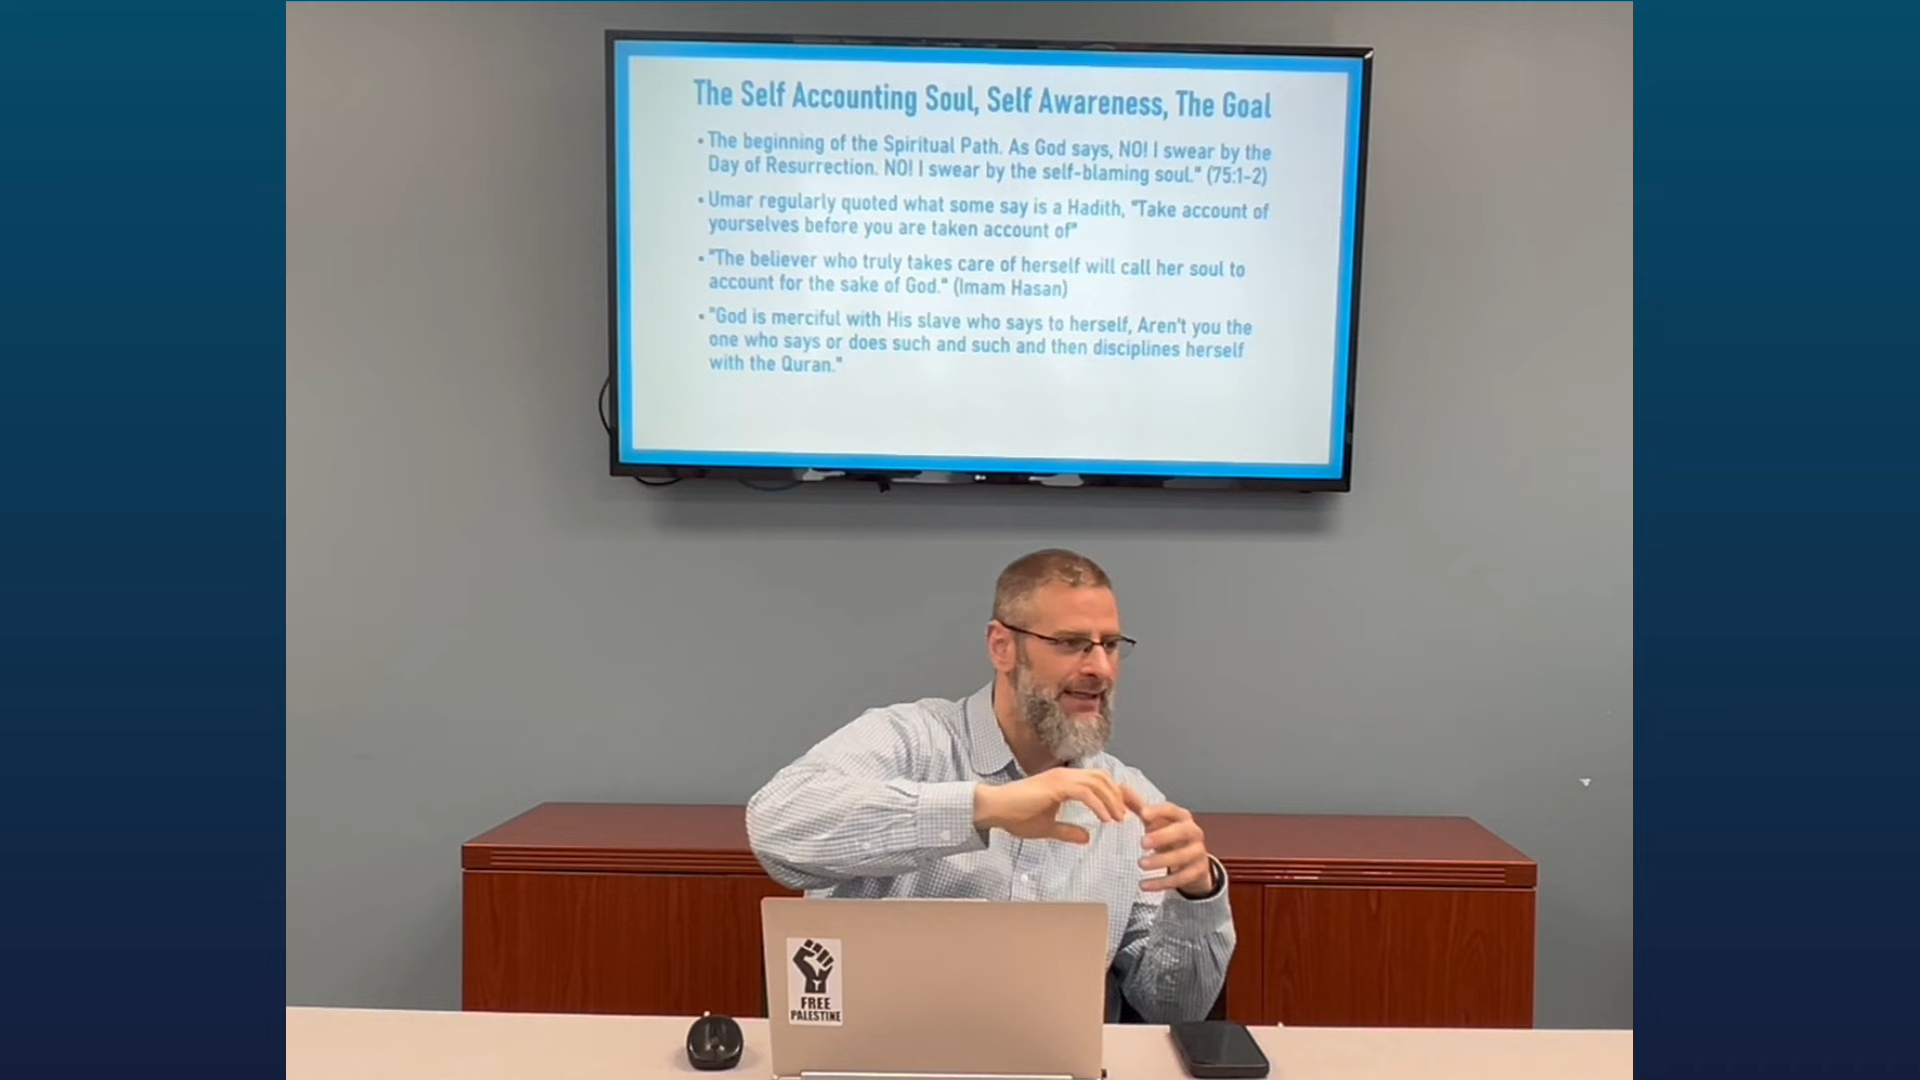 The Self Accounting Soul, Self Awareness, The Goal
• The beginning of the Spiritual Path. As God says, NO! I swear by the
Day of Resurrection. NO! I swear by the self-blaming soul." (75:1-2)
• Umar regularly quoted what some say is a Hadith, "Take account of
yourselves before you are taken account of"
• "The believer who truly takes care of herself will call her soul to
account for the sake of God." (Imam Hasan)
• "God is merciful with His slave who says to herself, Aren't you the
one who says or does such and such and then disciplines herself
with the Quran."
FREE
PALESTINE